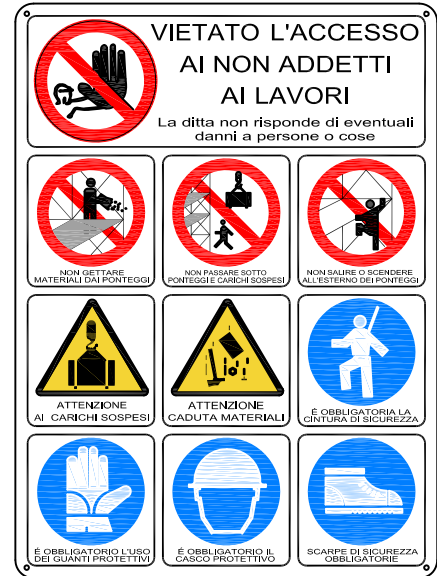 VIETATO L'ACCESSO
AI NON ADDETTI
AI LAVORI
La ditta non risponde di eventuali
danni a persone o cose
NON GETTARE
MATERIALI DAI PONTEGGI
NON PASSARE SOTTO
PONTEGGI E CARICHI SOSPESI
NON SALIRE O SCENDERE
ALL'ESTERNO DEI PONTEGGI
ATTENZIONE
AI CARICHI SOSPESI
ATTENZIONE
CADUTA MATERIALI
É OBBLIGATORIA LA
CINTURA DI SICUREZZA
É OBBLIGATORIO L'USO
DEI GUANTI PROTETTIVI
É OBBLIGATORIO IL
CASCO PROTETTIVO
SCARPE DI SICUREZZA
OBBLIGATORIE